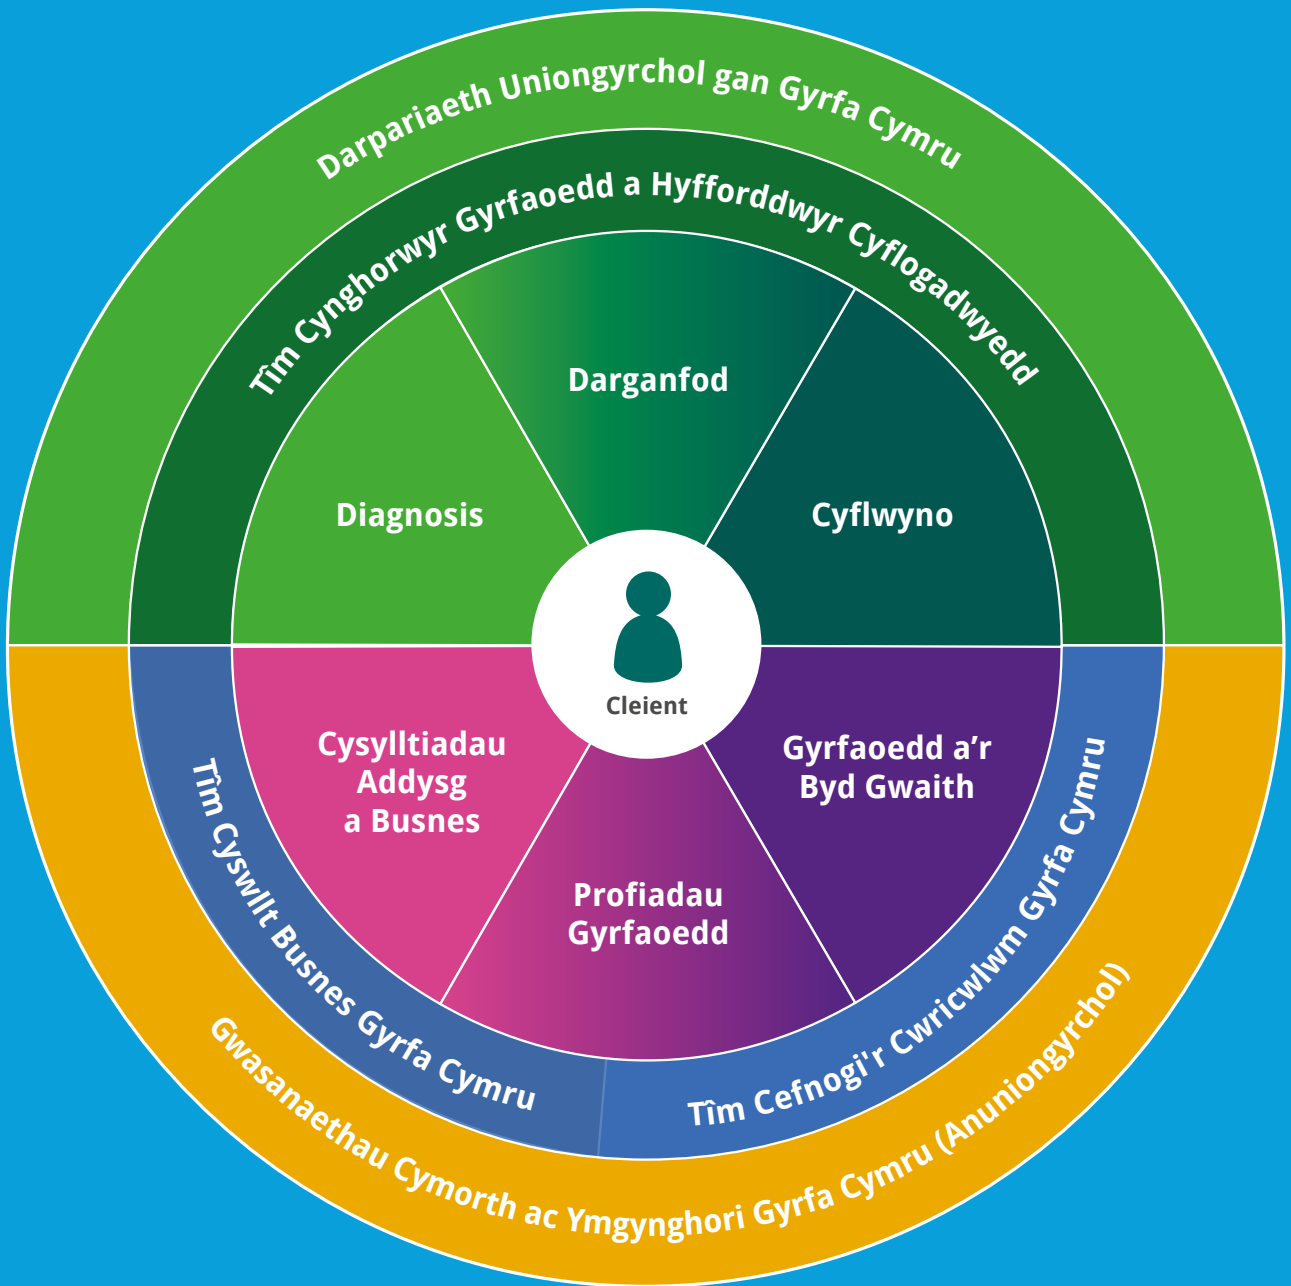 Darpariaeth Uniongyrchol gan Gyrfa Cymru
Tîm Cynghorwyr Gyrfaoedd a Hyfforddwyr Cyflogadwyedd
Darganfod
Diagnosis
Cyflwyno
Cleient
Cysylltiadau
Addysg
a Busnes
Gyrfaoedd a’r
Byd Gwaith
Profiadau
Gyrfaoedd
Tîm Cyswllt Busnes Gyrfa Cymru
Tîm Cefnogi'r Cwricwlwm Gyrfa Cymru
Gwasanaethau Cymorth ac Ymgynghori Gyrfa Cymru (Anuniongyrchol)